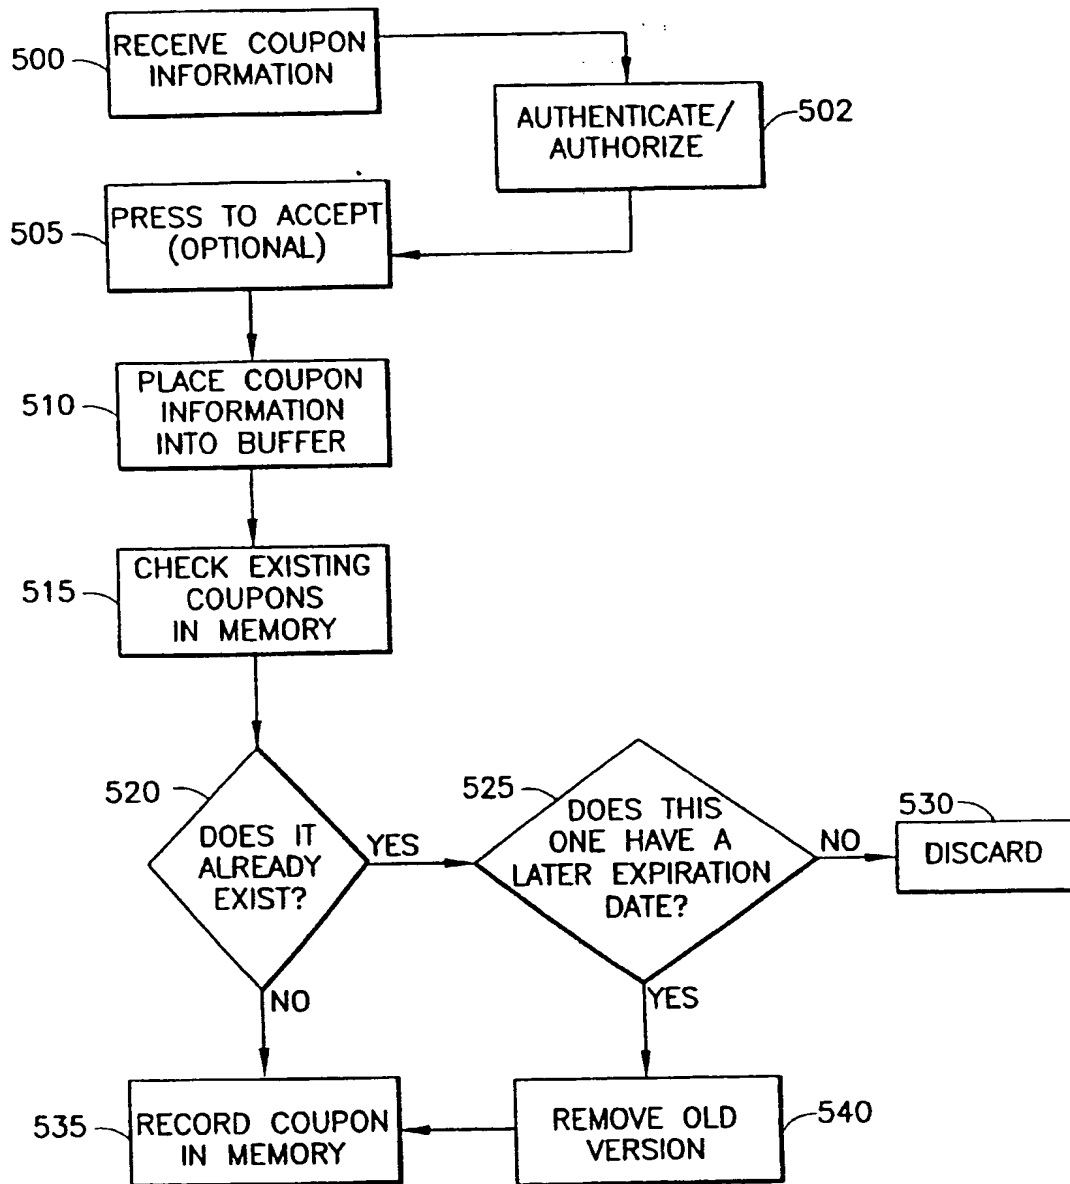 500
RECEIVE COUPON
INFORMATION
AUTHENTICATE/
AUTHORIZE
502
505
PRESS TO ACCEPT
(OPTIONAL)
510
PLACE COUPON
INFORMATION
INTO BUFFER
515
CHECK EXISTING
COUPONS
IN MEMORY
520
DOES IT
ALREADY
EXIST?
YES
NO
525
DOES THIS
ONE HAVE A
LATER EXPIRATION
DATE?
NO
YES
530
DISCARD
535
RECORD COUPON
IN MEMORY
REMOVE OLD
VERSION
540